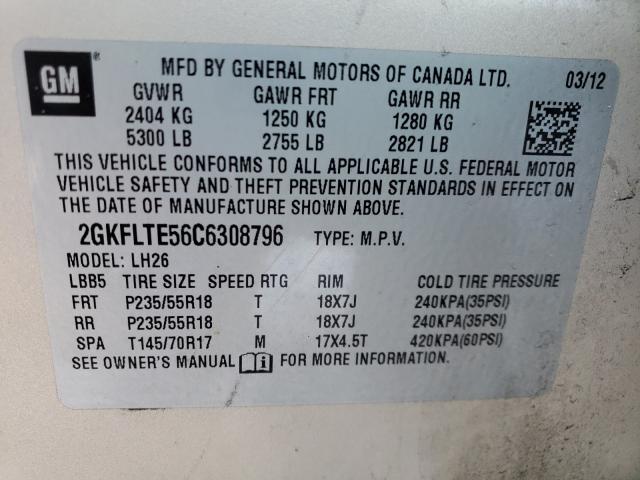 GM ®
MFD BY GENERAL MOTORS OF CANADA LTD. 03/12
GVWR GAWR FRT GAWR RR
2404 KG 1250 KG 1280 KG
5300 LB 2755 LB 2821 LB
THIS VEHICLE CONFORMS TO ALL APPLICABLE U.S. FEDERAL MOTOR
VEHICLE SAFETY AND THEFT PREVENTION STANDARDS IN EFFECT ON
THE DATE OF MANUFACTURE SHOWN ABOVE.
2GKFLTE56C6308796 TYPE: M.P.V.
MODEL: LH26
LBB5 TIRE SIZE SPEED RTG RIM COLD TIRE PRESSURE
FRT P235/55R18 T 18X7J 240KPA(35PSI)
RR P235/55R18 T 18X7J 240KPA(35PSI)
SPA T145/70R17 M 17X4.5T 420KPA(60PSI)
SEE OWNER'S MANUAL FOR MORE INFORMATION.